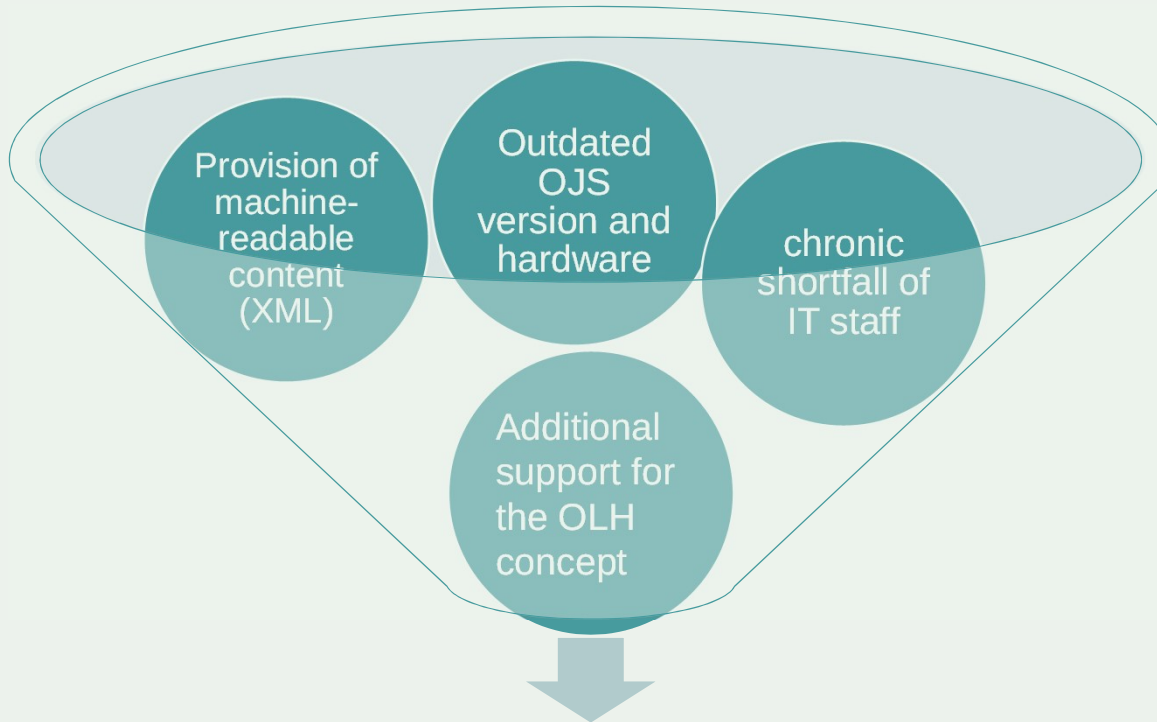 Provision of
machine-
readable
content
(XML)
Outdated
OJS
version and
hardware
chronic
shortfall of
IT staff
Additional
support for
the OLH
concept